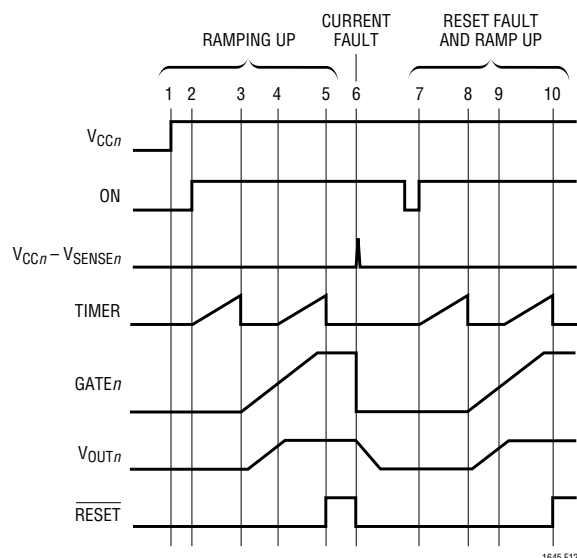 RAMPING UP
CURRENT
FAULT
RESET FAULT
AND RAMP UP
1 2 3 4 5 6 7 8 9 10
VCCn
ON
VCCn – VSENSEn
TIMER
GATEn
VOUTn
RESET
1645 F12